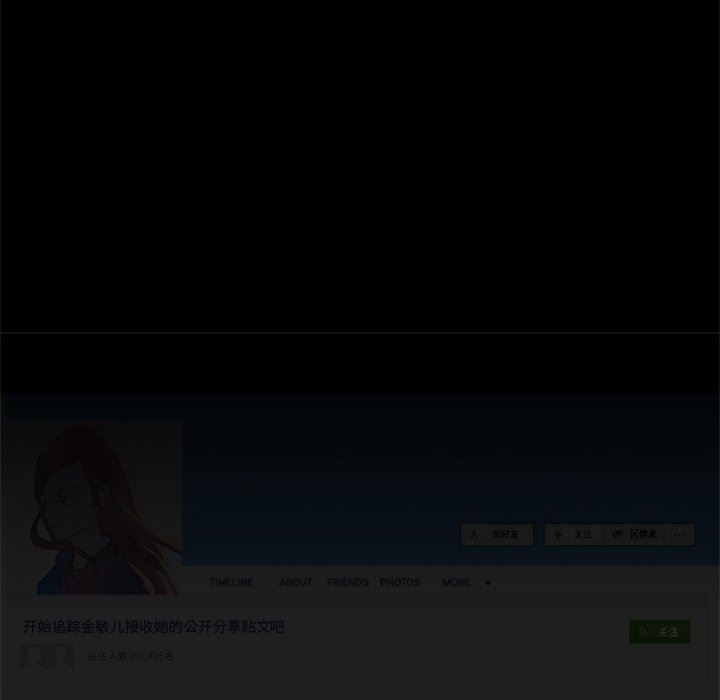 加好友 关注 因信息 ...
TIMELINE ABOUT FRIENDS PHOTOS MORE
开始追踪金敏儿接收她的公开分享贴文吧
关注
关注人数100,725名